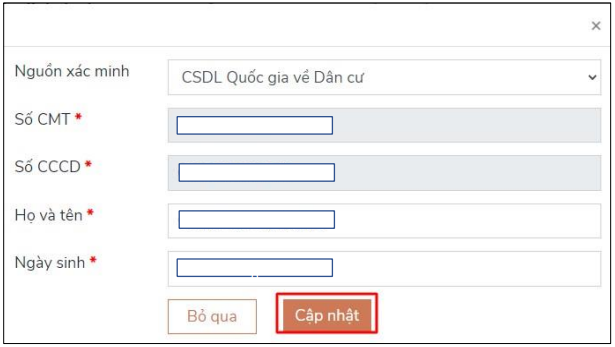 ×
Nguồn xác minh
CSDL Quốc gia về Dân cư
Số CMT *
Số CCCD *
Họ và tên *
Ngày sinh *
Bỏ qua
Cập nhật